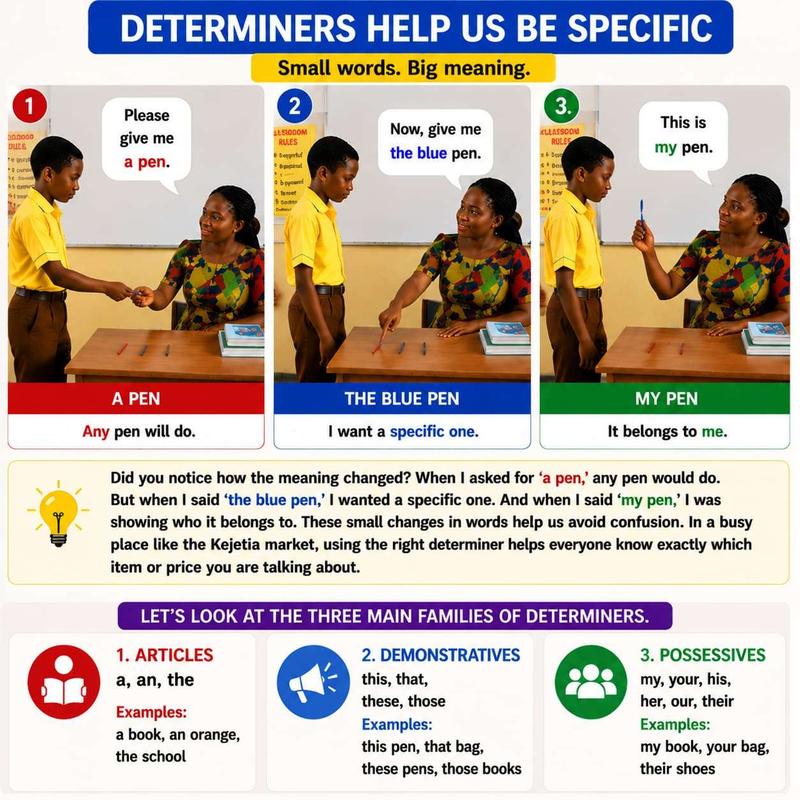 DETERMINERS HELP US BE SPECIFIC
Small words. Big meaning.
1
Please
give me
a pen.
A PEN
Any pen will do.
2
RULES
Now, give me
the blue pen.
THE BLUE PEN
I want a specific one.
3.
RULES
This is
my pen.
MY PEN
It belongs to me.
Did you notice how the meaning changed? When I asked for ‘a pen,’ any pen would do.
But when I said ‘the blue pen,’ I wanted a specific one. And when I said ‘my pen,’ I was
showing who it belongs to. These small changes in words help us avoid confusion. In a busy
place like the Kejetia market, using the right determiner helps everyone know exactly which
item or price you are talking about.
LET’S LOOK AT THE THREE MAIN FAMILIES OF DETERMINERS.
1. ARTICLES
a, an, the
Examples:
a book, an orange,
the school
2. DEMONSTRATIVES
this, that,
these, those
Examples:
this pen, that bag,
these pens, those books
3. POSSESSIVES
my, your, his,
her, our, their
Examples:
my book, your bag,
their shoes